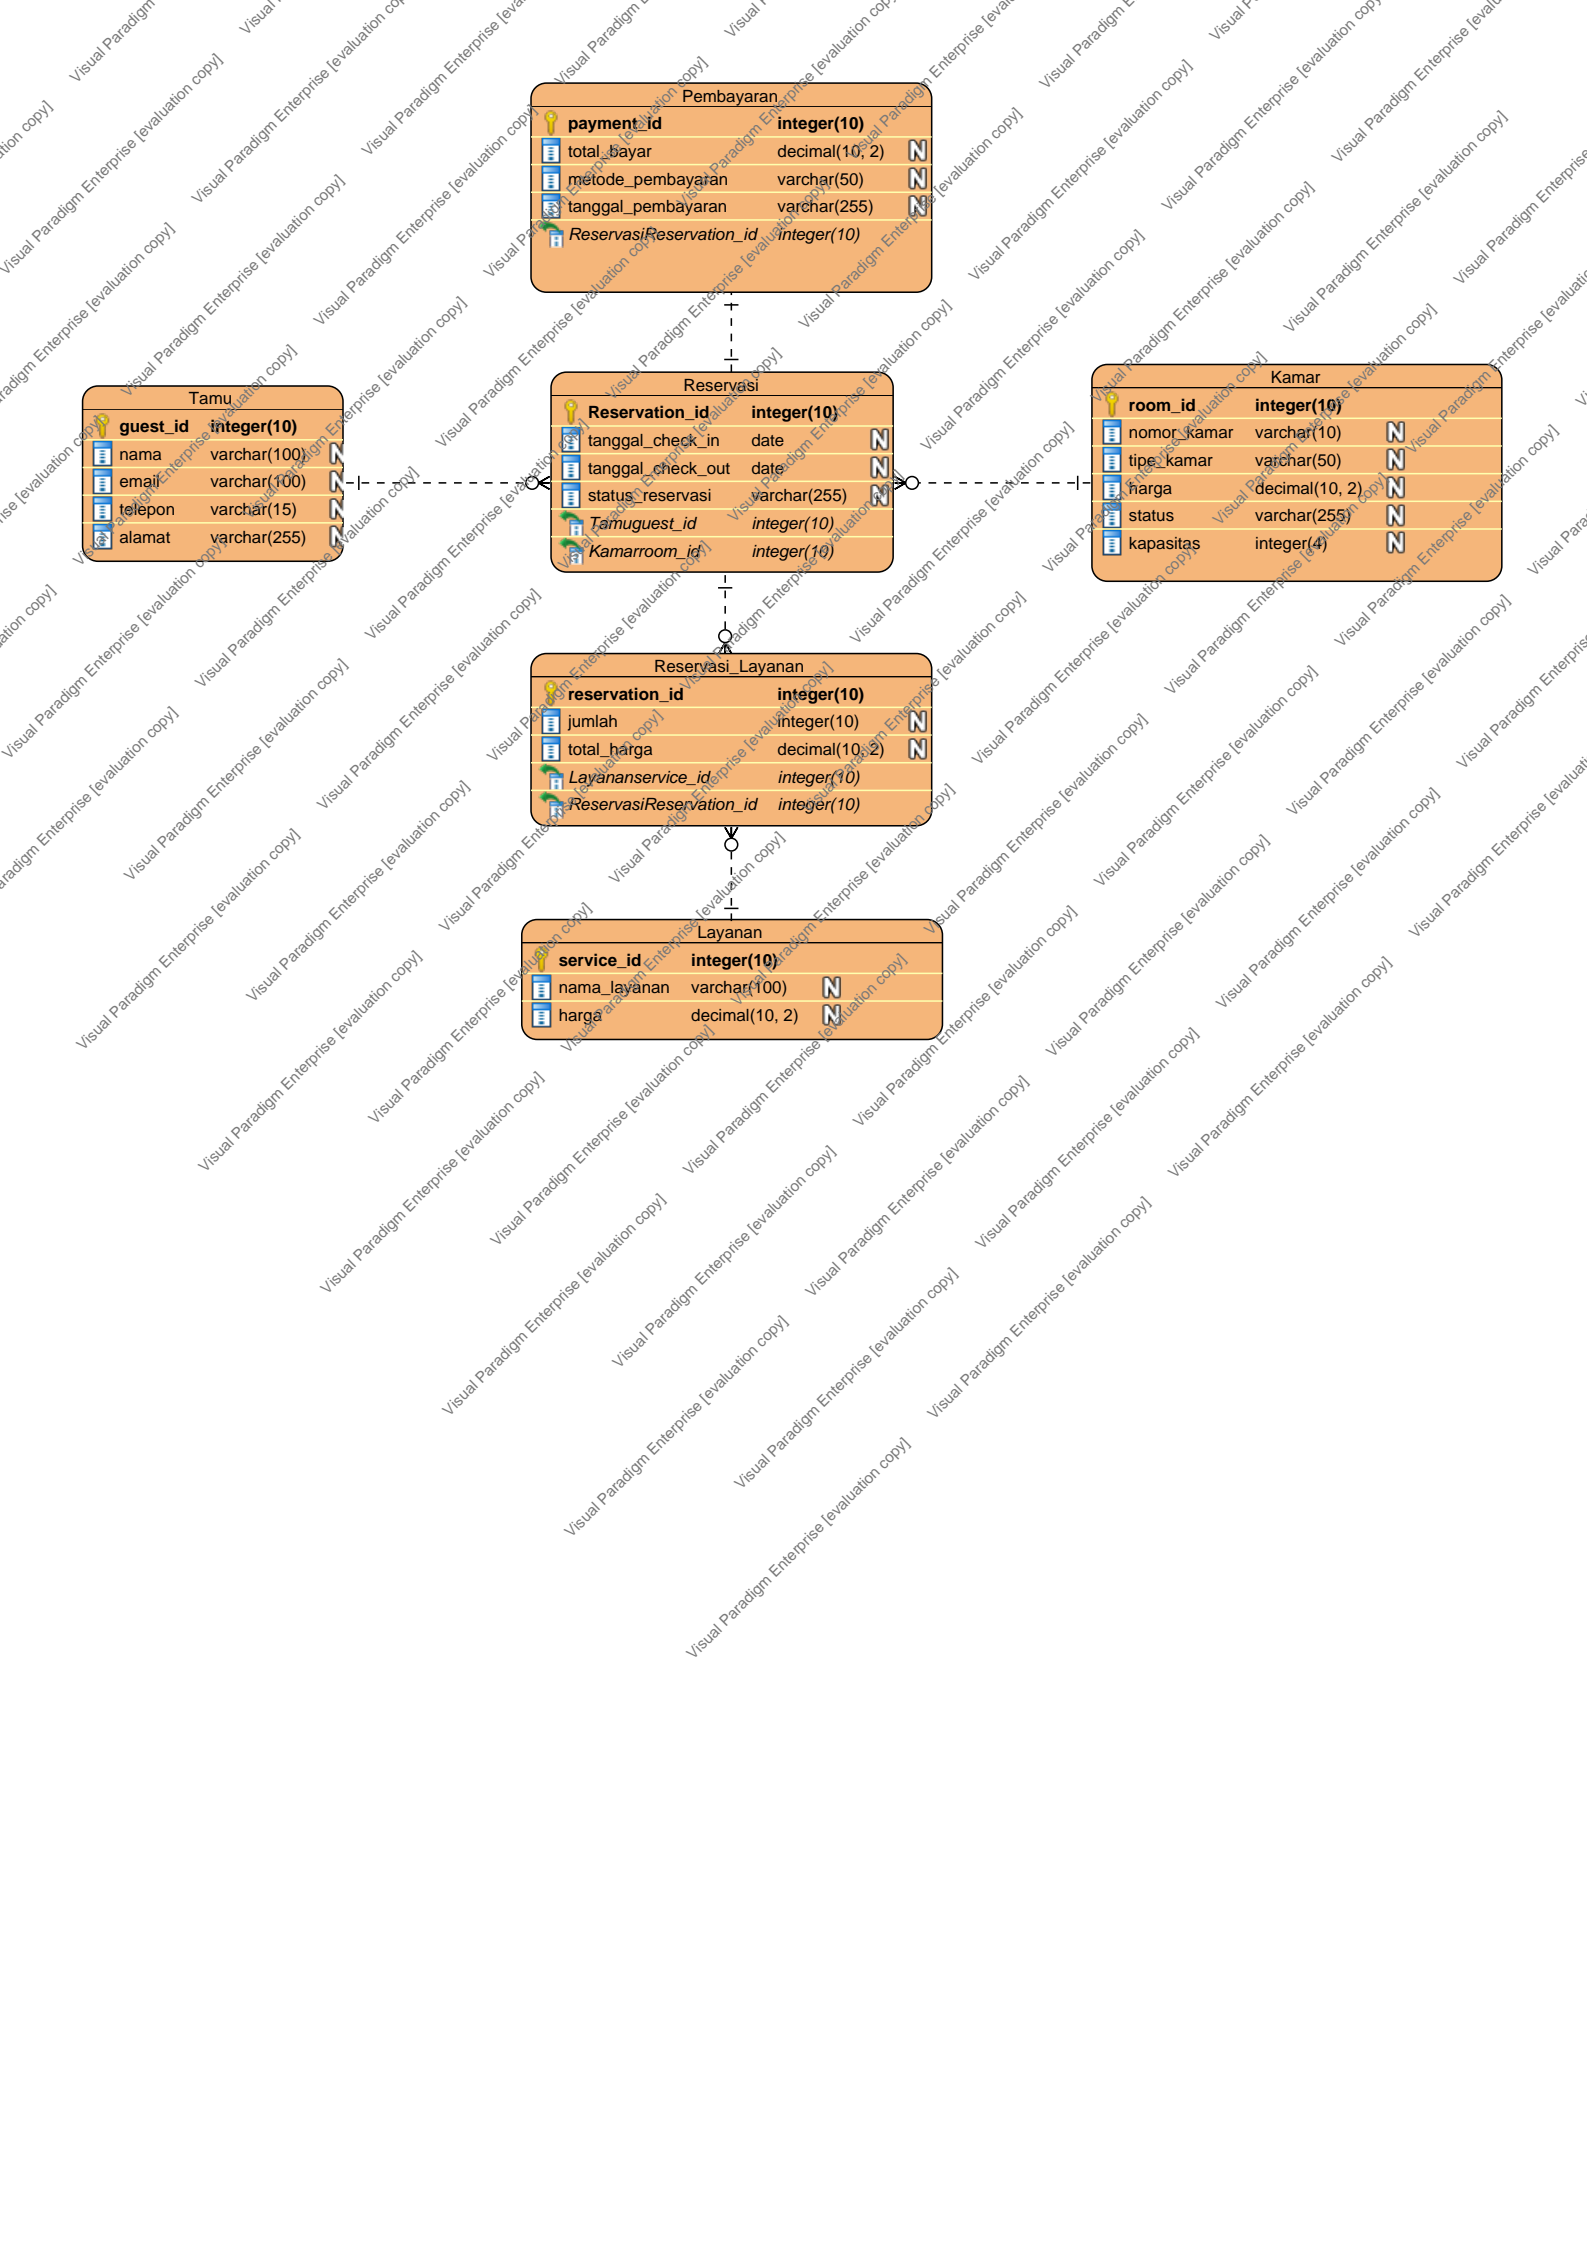 Pembayaran
payment_id integer(10)
total_bayar decimal(10, 2) N
metode_pembayaran varchar(50) N
tanggal_pembayaran varchar(255) N
ReservasiReservation_id integer(10)
Tamu
guest_id integer(10)
nama varchar(100) N
email varchar(100) N
telepon varchar(15) N
alamat varchar(255) N
Reservasi
Reservation_id integer(10)
tanggal_check_in date N
tanggal_check_out date N
status_reservasi varchar(255) N
Tamuguest_id integer(10)
Kamarroom_id integer(10)
Kamar
room_id integer(10)
nomor_kamar varchar(10) N
tipe_kamar varchar(50) N
harga decimal(10, 2) N
status varchar(255) N
kapasitas integer(4) N
Reservasi_Layanan
reservation_id integer(10)
jumlah integer(10) N
total_harga decimal(10, 2) N
Layananservice_id integer(10)
ReservasiReservation_id integer(10)
Layanan
service_id integer(10)
nama_layanan varchar(100) N
harga decimal(10, 2) N
Visual Paradigm Enterprise [evaluation copy]